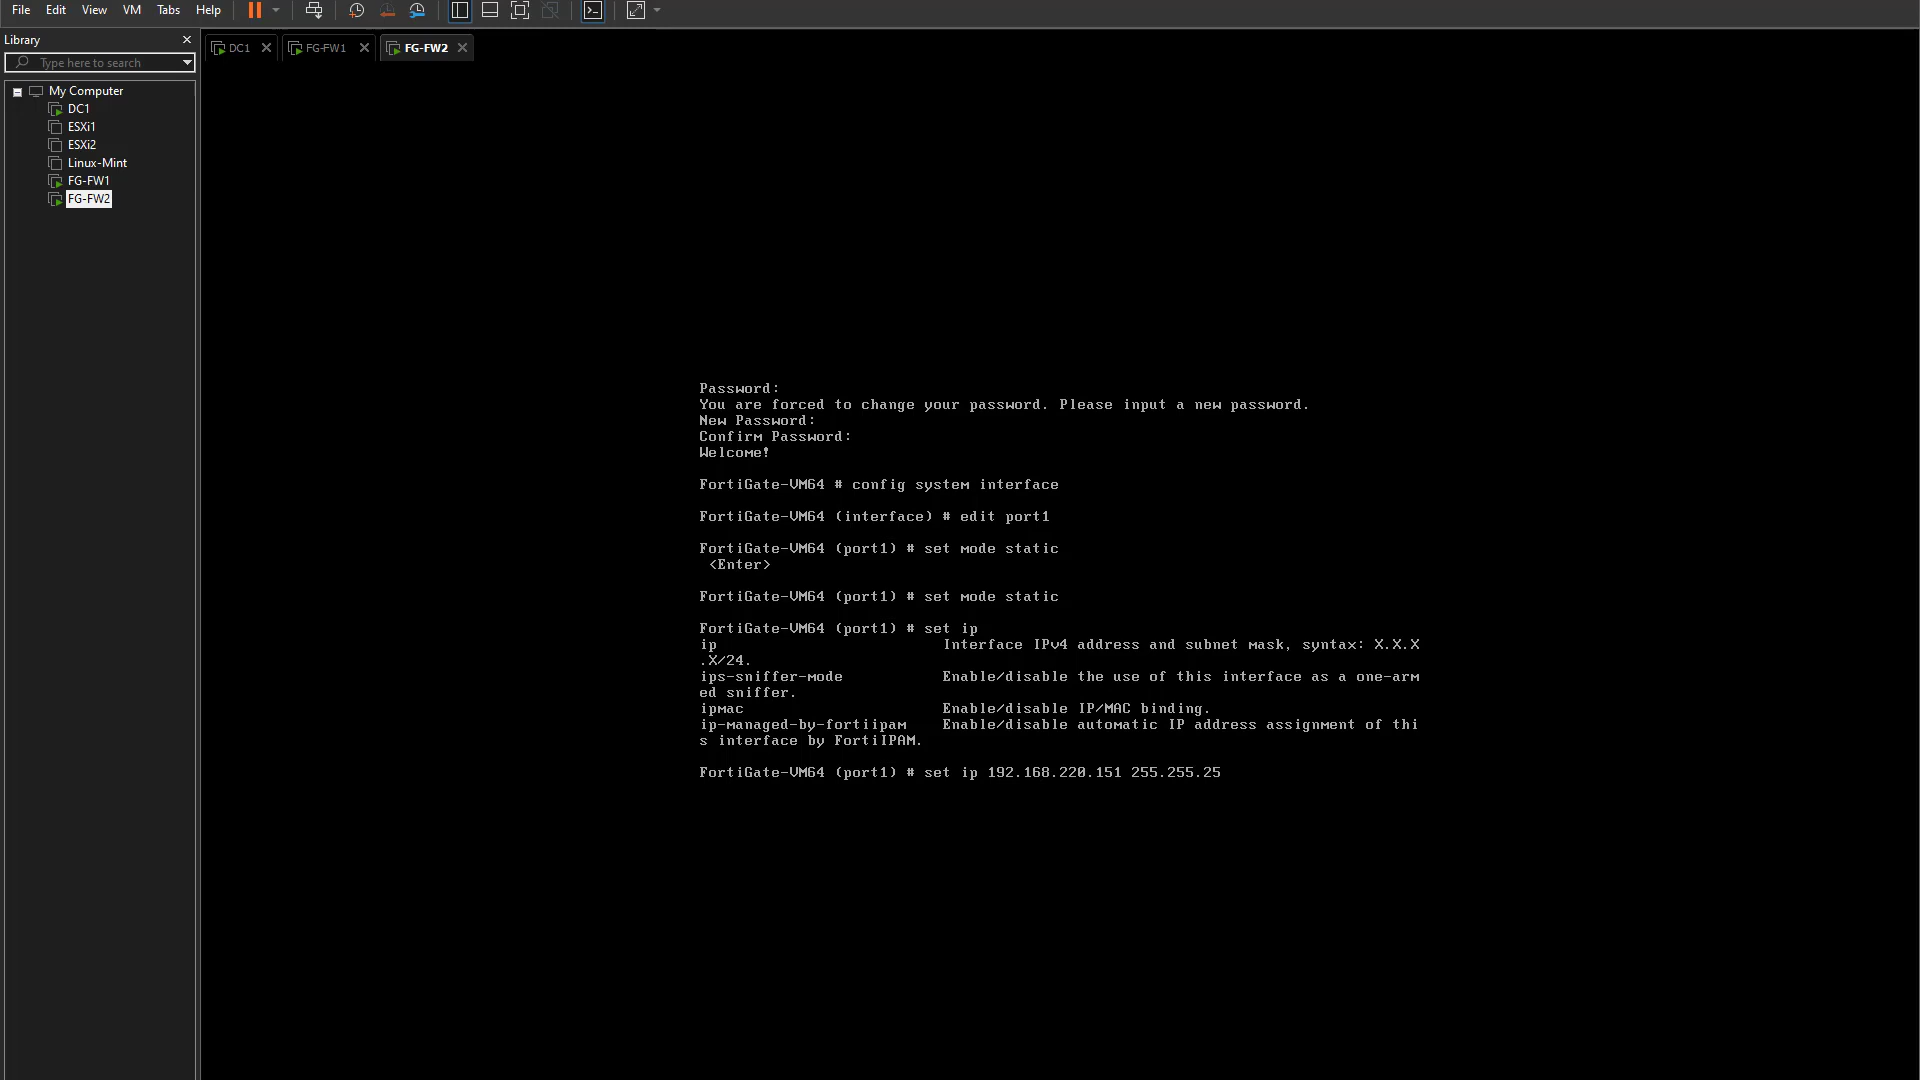 File Edit View VM Tabs Help
Library
Type here to search
DC1
FG-FW1
FG-FW2
My Computer
DC1
ESXi1
ESXi2
Linux-Mint
FG-FW1
FG-FW2
Password:
You are forced to change your password. Please input a new password.
New Password:
Confirm Password:
Welcome!
FortiGate-VM64 # config system interface
FortiGate-VM64 (interface) # edit port1
FortiGate-VM64 (port1) # set mode static
<Enter>
FortiGate-VM64 (port1) # set mode static
FortiGate-VM64 (port1) # set ip
ip Interface IPv4 address and subnet mask, syntax: X.X.X
.X/24.
ips-sniffer-mode Enable/disable the use of this interface as a one-arm
ed sniffer.
ipmac Enable/disable IP/MAC binding.
ip-managed-by-fortiipam Enable/disable automatic IP address assignment of thi
s interface by FortiIPAM.
FortiGate-VM64 (port1) # set ip 192.168.220.151 255.255.25